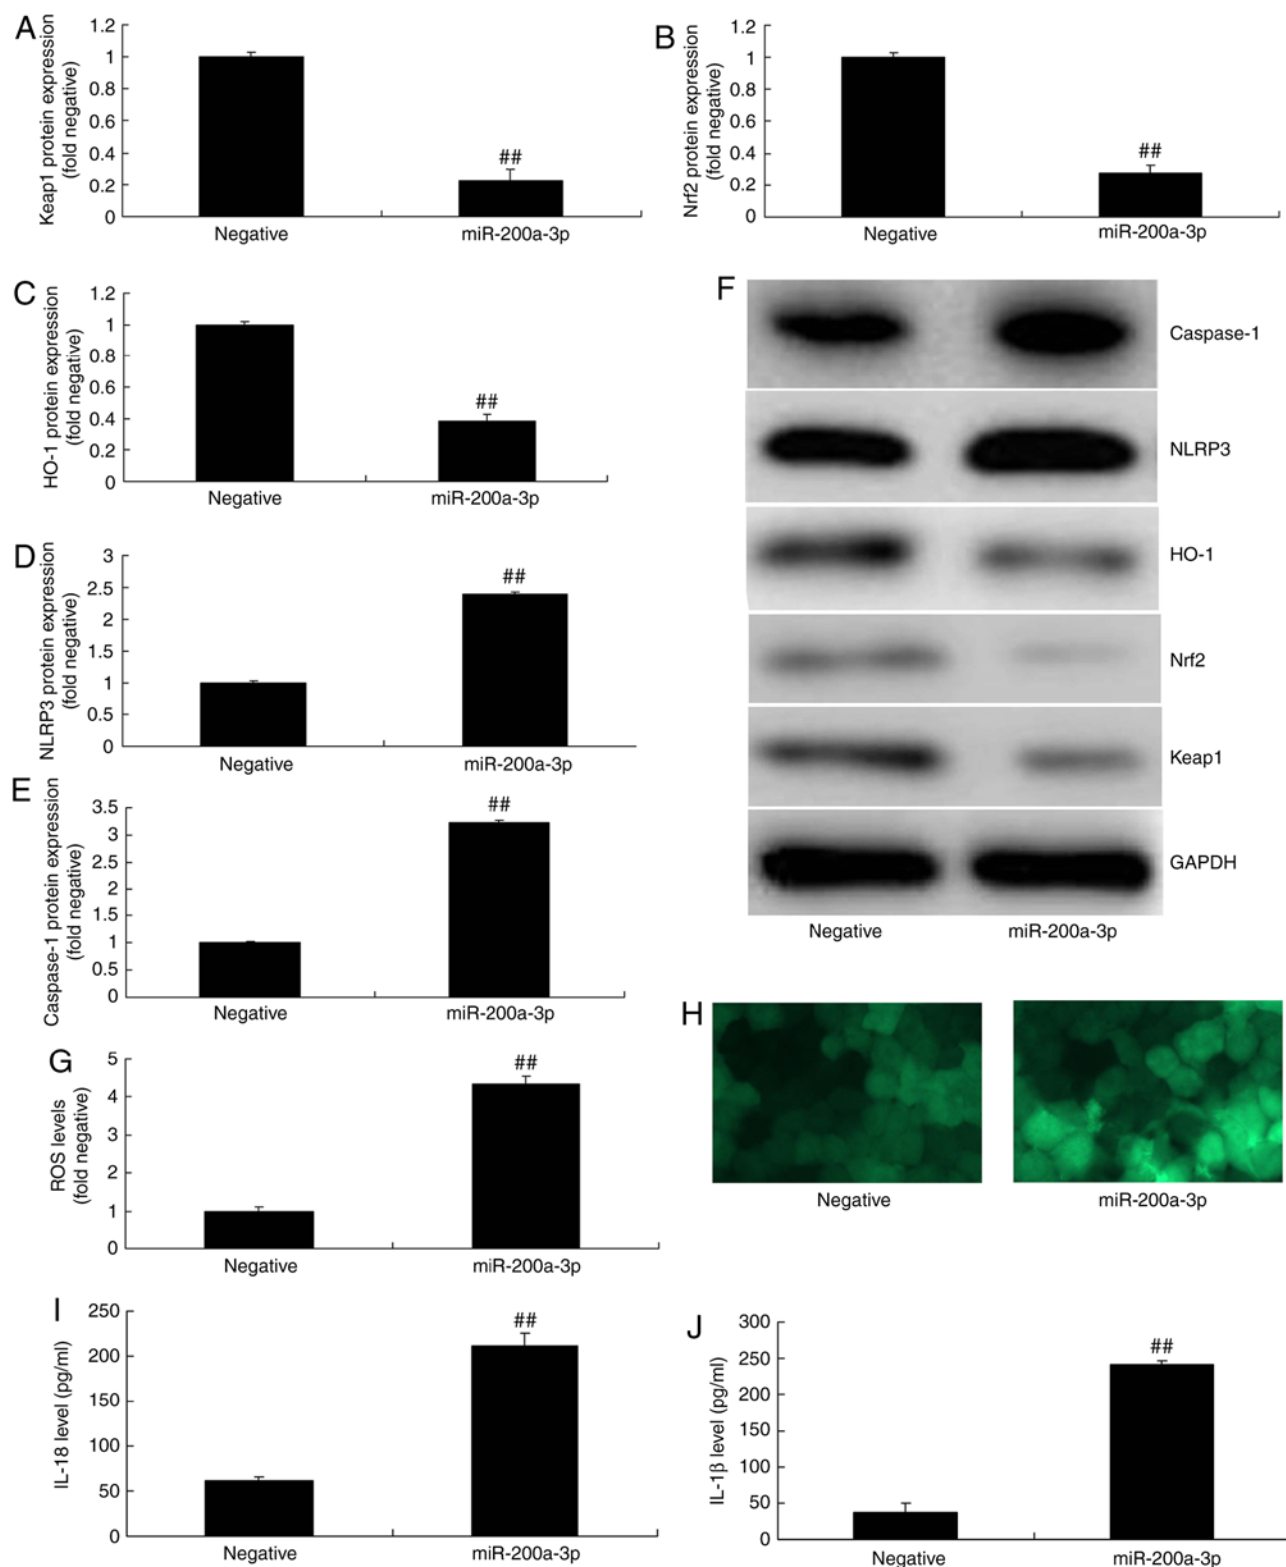 A
Keap1 protein expression
(fold negative)
1.2
1
0.8
0.6
0.4
0.2
0
##
Negative
miR-200a-3p
B
Nrf2 protein expression
(fold negative)
1.2
1
0.8
0.6
0.4
0.2
0
##
Negative
miR-200a-3p
C
HO-1 protein expression
(fold negative)
1.2
1
0.8
0.6
0.4
0.2
0
##
Negative
miR-200a-3p
D
NLRP3 protein expression
(fold negative)
3
2.5
2
1.5
1
0.5
0
##
Negative
miR-200a-3p
E
Caspase-1 protein expression
(fold negative)
3.5
3
2.5
2
1.5
1
0.5
0
##
Negative
miR-200a-3p
F
Caspase-1
NLRP3
HO-1
Nrf2
Keap1
GAPDH
Negative
miR-200a-3p
G
ROS levels
(fold negative)
5
4
3
2
1
0
##
Negative
miR-200a-3p
H
Negative
miR-200a-3p
I
IL-18 level (pg/ml)
250
200
150
100
50
0
##
Negative
miR-200a-3p
J
IL-1β level (pg/ml)
300
250
200
150
100
50
0
##
Negative
miR-200a-3p